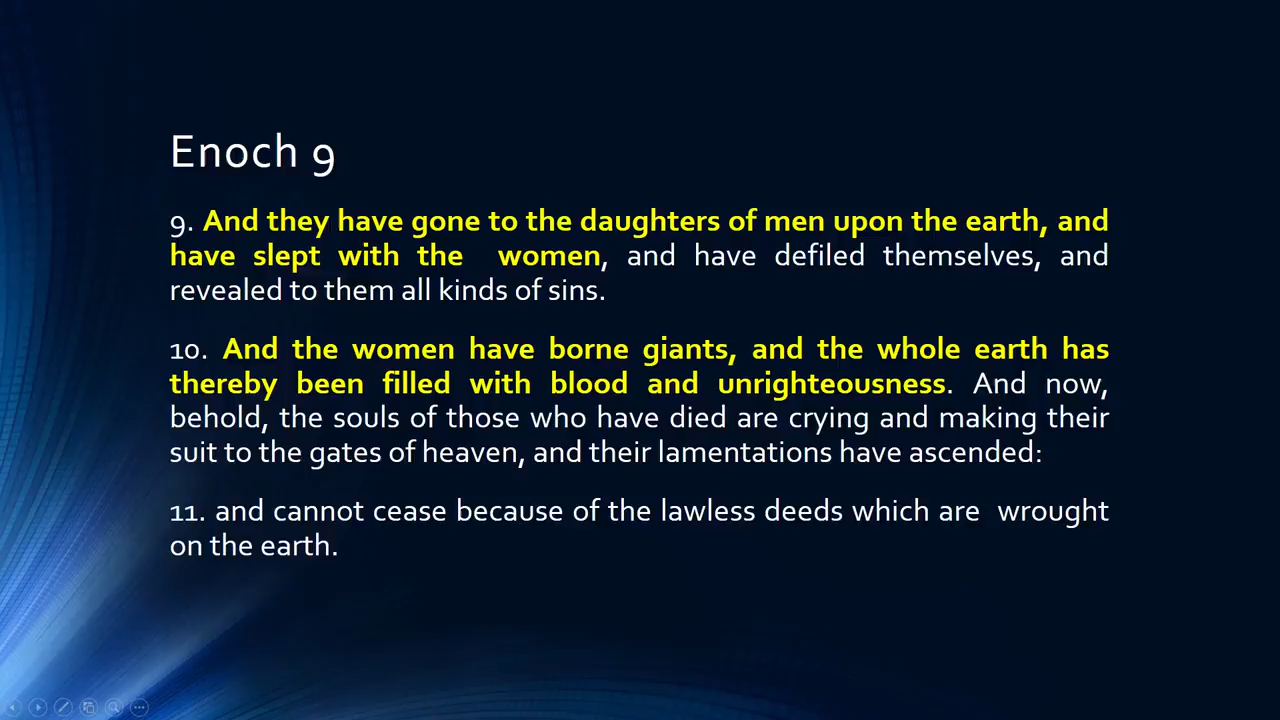 Enoch 9
9. And they have gone to the daughters of men upon the earth, and
have slept with the women, and have defiled themselves, and
revealed to them all kinds of sins.
10. And the women have borne giants, and the whole earth has
thereby been filled with blood and unrighteousness. And now,
behold, the souls of those who have died are crying and making their
suit to the gates of heaven, and their lamentations have ascended:
11. and cannot cease because of the lawless deeds which are wrought
on the earth.